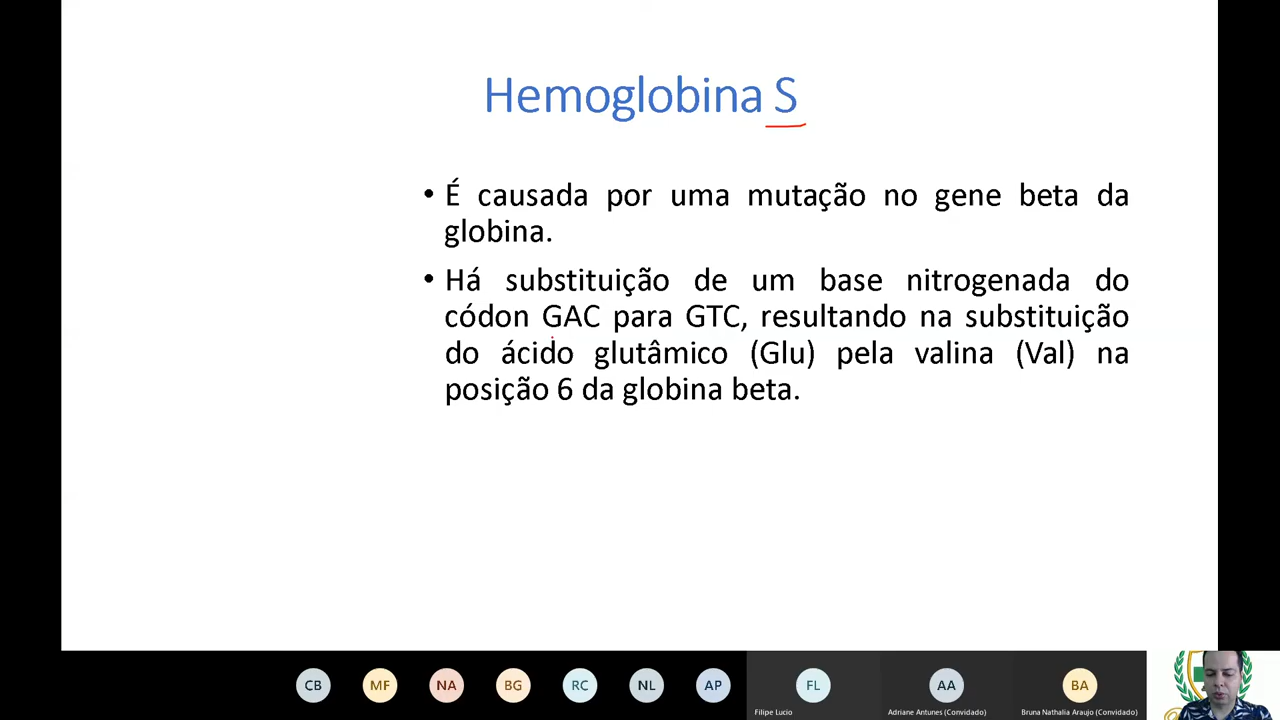 Hemoglobina S
• É causada por uma mutação no gene beta da
globina.
• Há substituição de um base nitrogenada do
códon GAC para GTC, resultando na substituição
do ácido glutâmico (Glu) pela valina (Val) na
posição 6 da globina beta.
CB MF NA BG RC NL AP FL AA BA
Filipe Lucio Adriane Antunes (Convidado) Bruna Nathalia Araujo (Convidado)